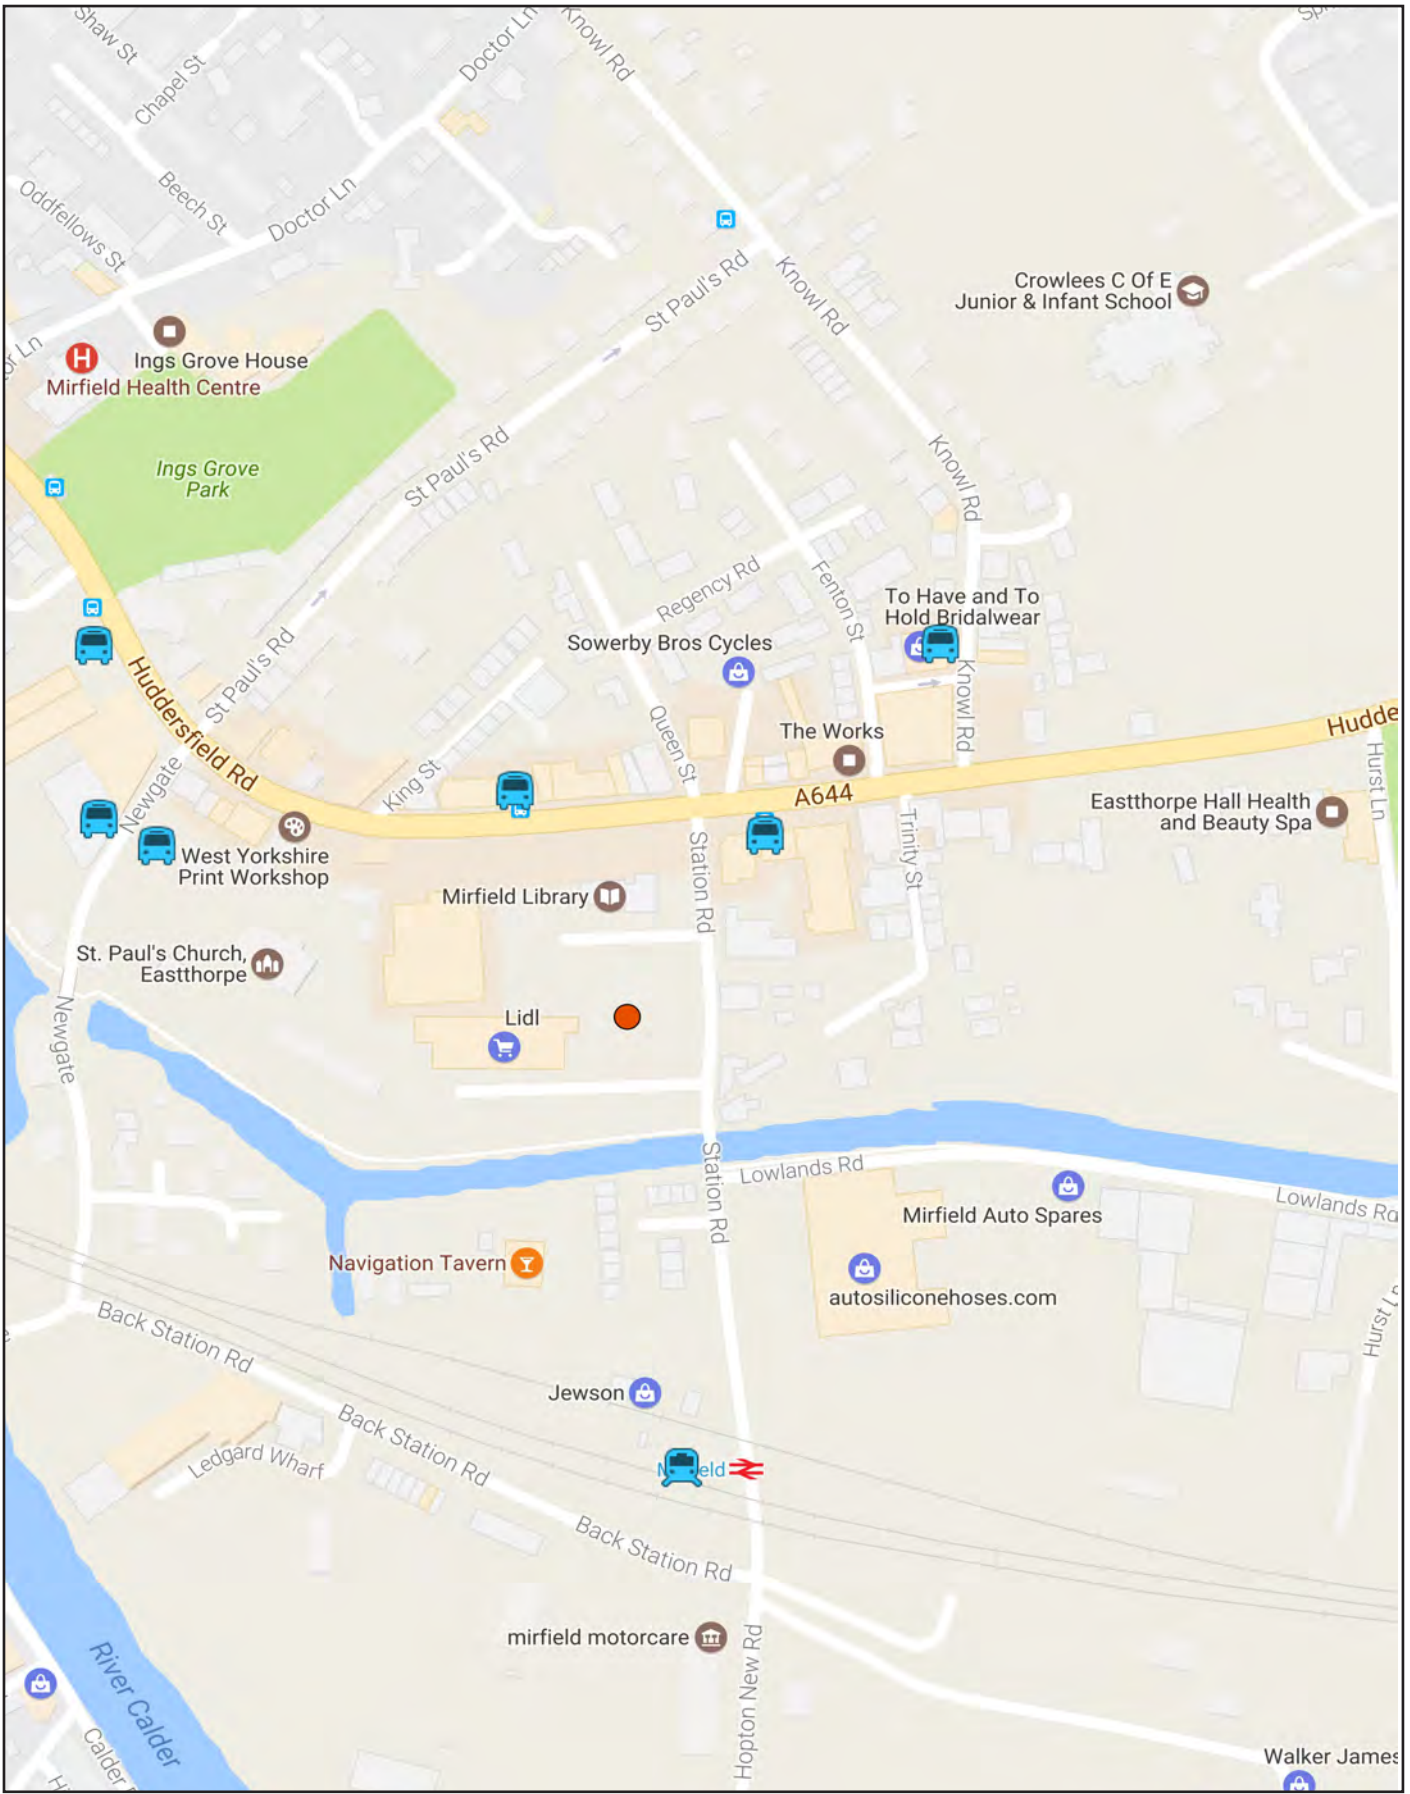 Shaw St
Chapel St
Doctor Ln
Knowl Rd
Beech St
Oddfellows St
Doctor Ln
St Paul's Rd
Knowl Rd
Crowlees C Of E
Junior & Infant School
H
Ings Grove House
Mirfield Health Centre
Ings Grove
Park
St Paul's Rd
Knowl Rd
Regency Rd
Fenton St
To Have and To
Hold Bridalwear
Sowerby Bros Cycles
St Paul's Rd
Huddersfield Rd
Knowl Rd
Queen St
The Works
Hudde
Hurst Ln
Newgate
King St
A644
Eastthorpe Hall Health
and Beauty Spa
Trinity St
West Yorkshire
Print Workshop
Station Rd
Mirfield Library
St. Paul's Church,
Eastthorpe
Newgate
Lidl
Station Rd
Lowlands Rd
Lowlands Rd
Mirfield Auto Spares
Navigation Tavern
autosiliconehoses.com
Back Station Rd
Hurst Ln
Jewson
Back Station Rd
Ledgard Wharf
eld
Back Station Rd
mirfield motorcare
Hopton New Rd
River Calder
Calder
Walker James